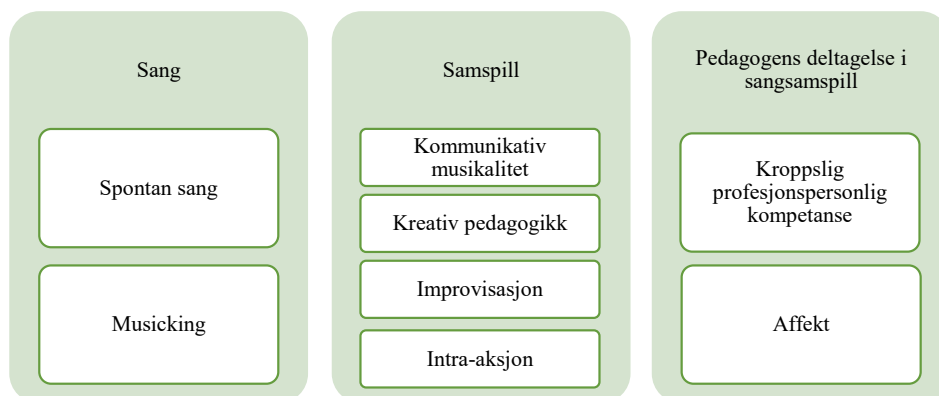 Sang
Spontan sang
Musicking
Samspill
Kommunikativ
musikalitet
Kreativ pedagogikk
Improvisasjon
Intra-aksjon
Pedagogens deltagelse i
sangsamspill
Kroppslig
profesjonspersonlig
kompetanse
Affekt